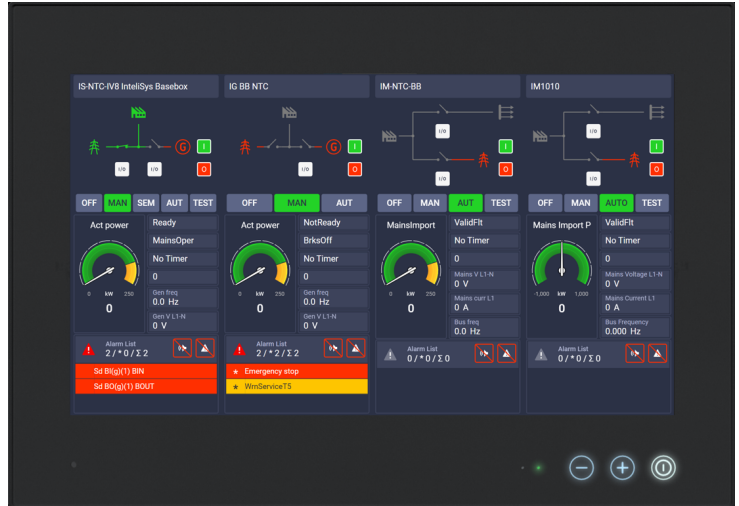 IS-NTC-IV8 InteliSys Basebox
G
I
I/O
I/O
O
OFF MAN SEM AUT TEST
Act power
0 kW 250
0
Ready
MainsOper
No Timer
0
Gen freq
0.0 Hz
Gen V L1-N
0 V
Alarm List
2 / * 0 / Σ 2
Sd BI(g)(1) BIN
Sd BO(g)(1) BOUT
IG BB NTC
G
I
I/O
O
OFF MAN AUT
Act power
0 kW 250
0
NotReady
BrksOff
No Timer
0
Gen freq
0.0 Hz
Gen V L1-N
0 V
Alarm List
2 / * 2 / Σ 2
* Emergency stop
* WrnServiceT5
IM-NTC-BB
I/O
I
O
I/O
OFF MAN AUT TEST
MainsImport
0 kW 250
0
ValidFlt
No Timer
0
Mains V L1-N
0 V
Mains curr L1
0 A
Bus freq
0.0 Hz
Alarm List
0 / * 0 / Σ 0
IM1010
I/O
I
O
I/O
OFF MAN AUTO TEST
Mains Import P
-1,000 kW 1,000
0
ValidFlt
No Timer
0
Mains Voltage L1-N
0 V
Mains Current L1
0 A
Bus Frequency
0.000 Hz
Alarm List
0 / * 0 / Σ 0